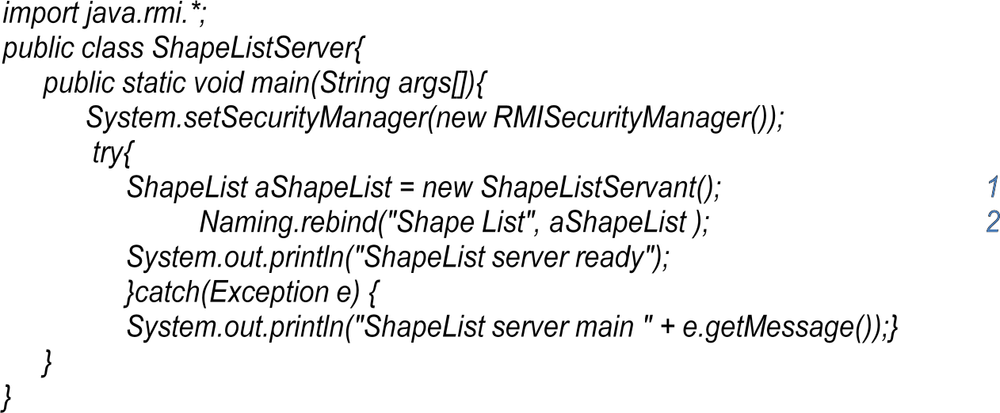 import java.rmi.*;
public class ShapeListServer{
public static void main(String args[]){
System.setSecurityManager(new RMISecurityManager());
try{
ShapeList aShapeList = new ShapeListServant(); 1
Naming.rebind("Shape List", aShapeList ); 2
System.out.println("ShapeList server ready");
}catch(Exception e) {
System.out.println("ShapeList server main " + e.getMessage());}
}
}